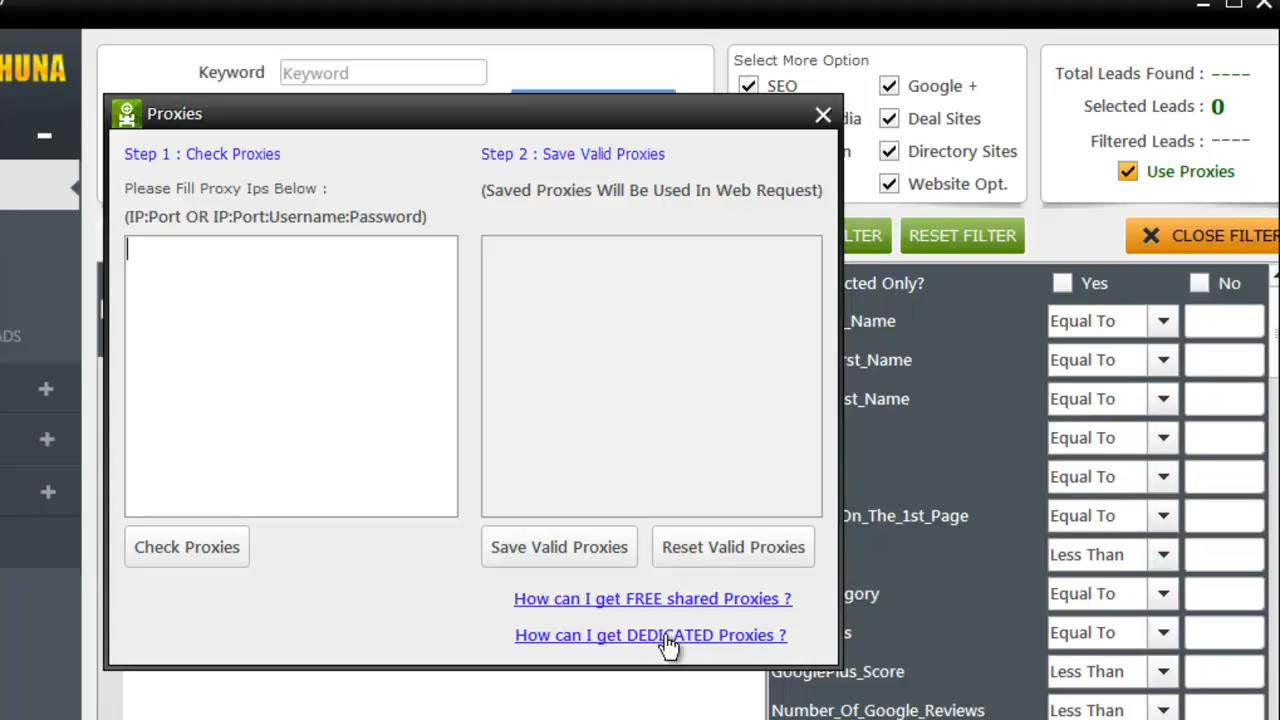 HUNA
Keyword
Keyword
Select More Option
SEO
Google +
dia
Deal Sites
n
Directory Sites
Website Opt.
Total Leads Found : ----
Selected Leads : 0
Filtered Leads : ----
Use Proxies
Proxies
Step 1 : Check Proxies
Please Fill Proxy Ips Below :
(IP:Port OR IP:Port:Username:Password)
Step 2 : Save Valid Proxies
(Saved Proxies Will Be Used In Web Request)
Check Proxies
Save Valid Proxies
Reset Valid Proxies
How can I get FREE shared Proxies ?
How can I get DEDICATED Proxies ?
LTER
RESET FILTER
CLOSE FILTER
cted Only?
Yes
No
_Name
Equal To
rst_Name
Equal To
st_Name
Equal To
Equal To
Equal To
On_The_1st_Page
Equal To
Less Than
gory
Equal To
s
Equal To
GooglePlus_Score
Less Than
Number_Of_Google_Reviews
Less Than
ADS